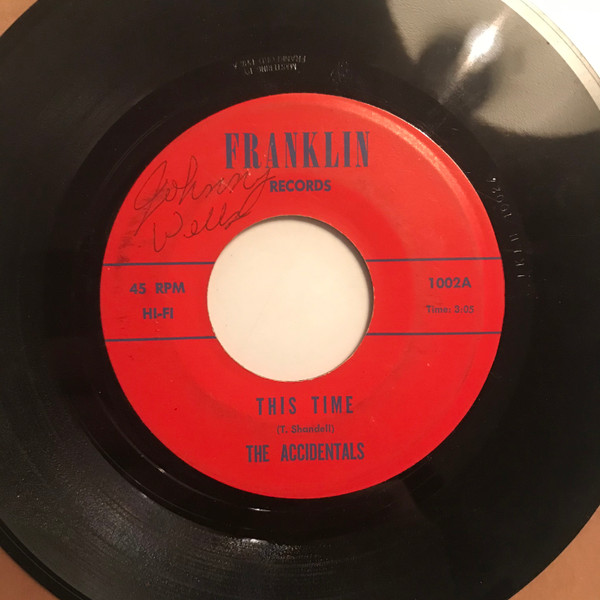 FRANKLIN
RECORDS
Johnny
Wells
45 RPM
HI-FI
1002A
Time: 3:05
THIS TIME
(T. Shondell)
THE ACCIDENTALS